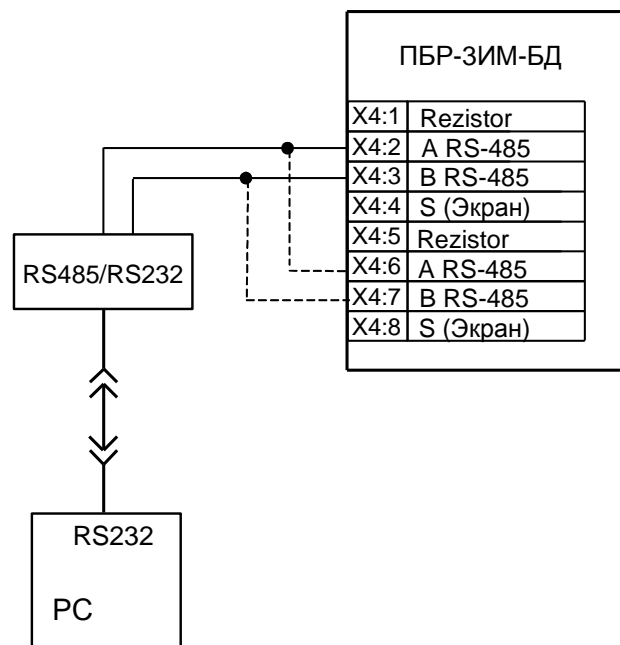 ПБР-3ИМ-БД
X4:1 Rezistor
X4:2 A RS-485
X4:3 B RS-485
X4:4 S (Экран)
X4:5 Rezistor
X4:6 A RS-485
X4:7 B RS-485
X4:8 S (Экран)
RS485/RS232
RS232
PC